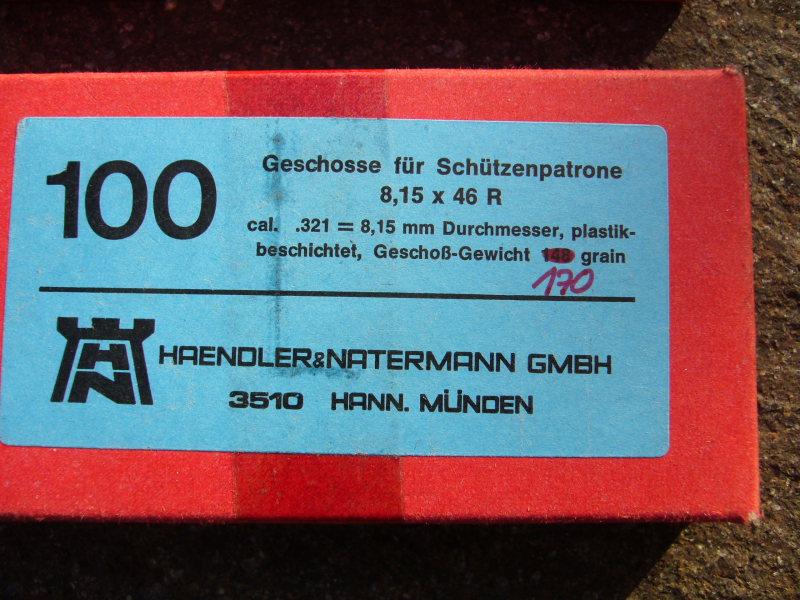 100
Geschosse für Schützenpatrone
8,15 x 46 R
cal. .321 = 8,15 mm Durchmesser, plastik-
beschichtet, Geschoß-Gewicht 148 grain
170
HN
HAENDLER&NATERMANN GMBH
3510 HANN. MÜNDEN